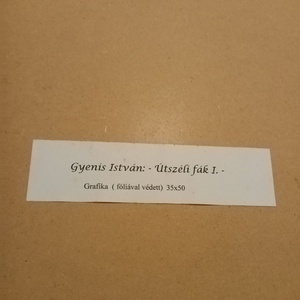 Gyenis István: - Útszéli fák I. -
Grafika ( fóliával védett) 35x50